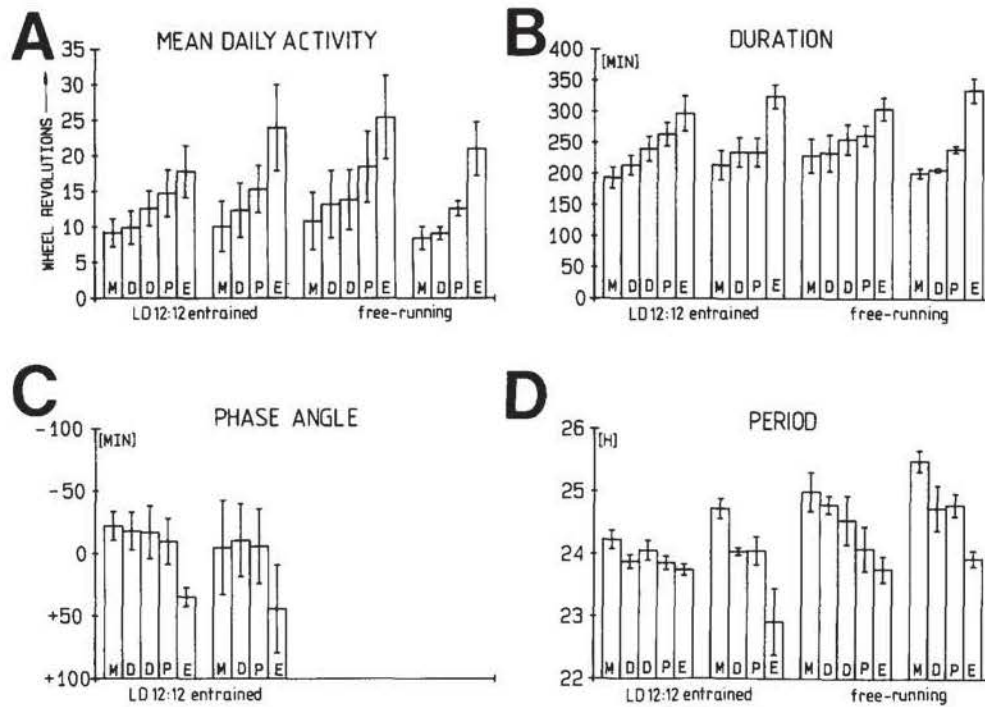 A
MEAN DAILY ACTIVITY
WHEEL REVOLUTIONS
35
30
25
20
15
10
5
0
M D D P E M D P E M D D P E M D P E
LD 12:12 entrained free-running
B
DURATION
[MIN]
400
350
300
250
200
150
100
50
0
M D D P E M D P E M D D P E M D P E
LD 12:12 entrained free-running
C
PHASE ANGLE
[MIN]
-100
-50
0
+50
+100
M D D P E M D P E
LD 12:12 entrained
D
PERIOD
[H]
26
25
24
23
22
M D D P E M D P E M D D P E M D P E
LD 12:12 entrained free-running